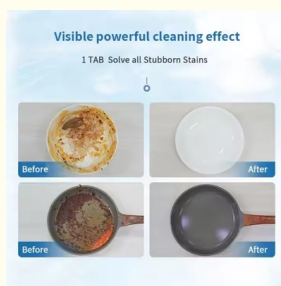 Visible powerful cleaning effect
1 TAB Solve all Stubborn Stains
Before
After
Before
After